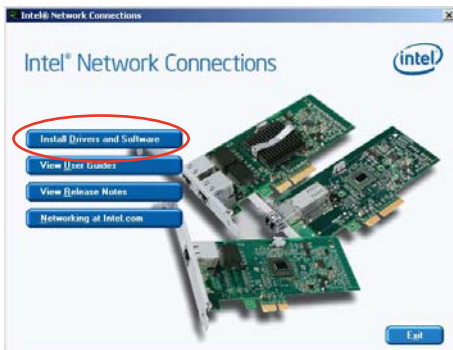 Intel® Network Connections
Intel® Network Connections
intel
Install Drivers and Software
View User Guides
View Release Notes
Networking at Intel.com
Exit